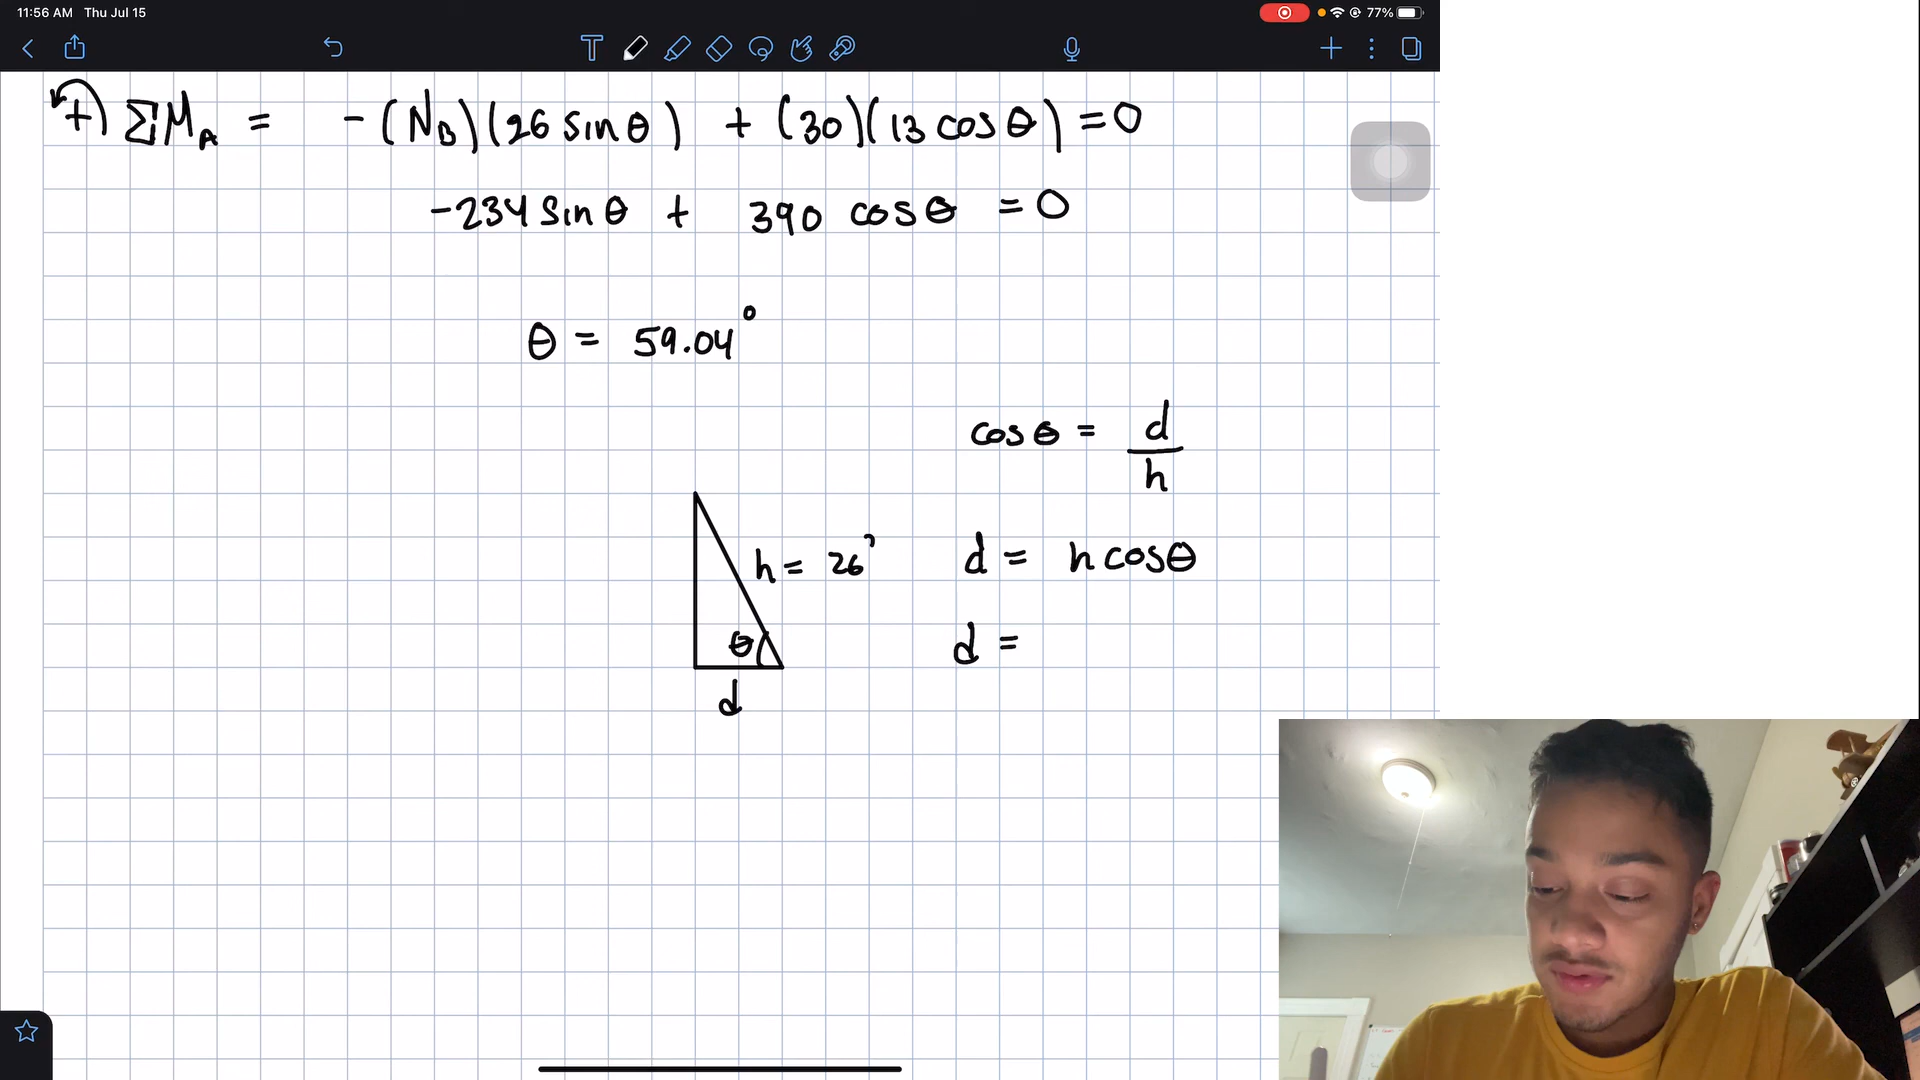 11:56 AM Thu Jul 15
77%
+) ΣM_A = -(N_B)(26 sin θ) + (30)(13 cos θ) = 0
-234 sin θ + 390 cos θ = 0
θ = 59.04°
cos θ = d/h
h = 26'
d = h cos θ
θ
d =
d